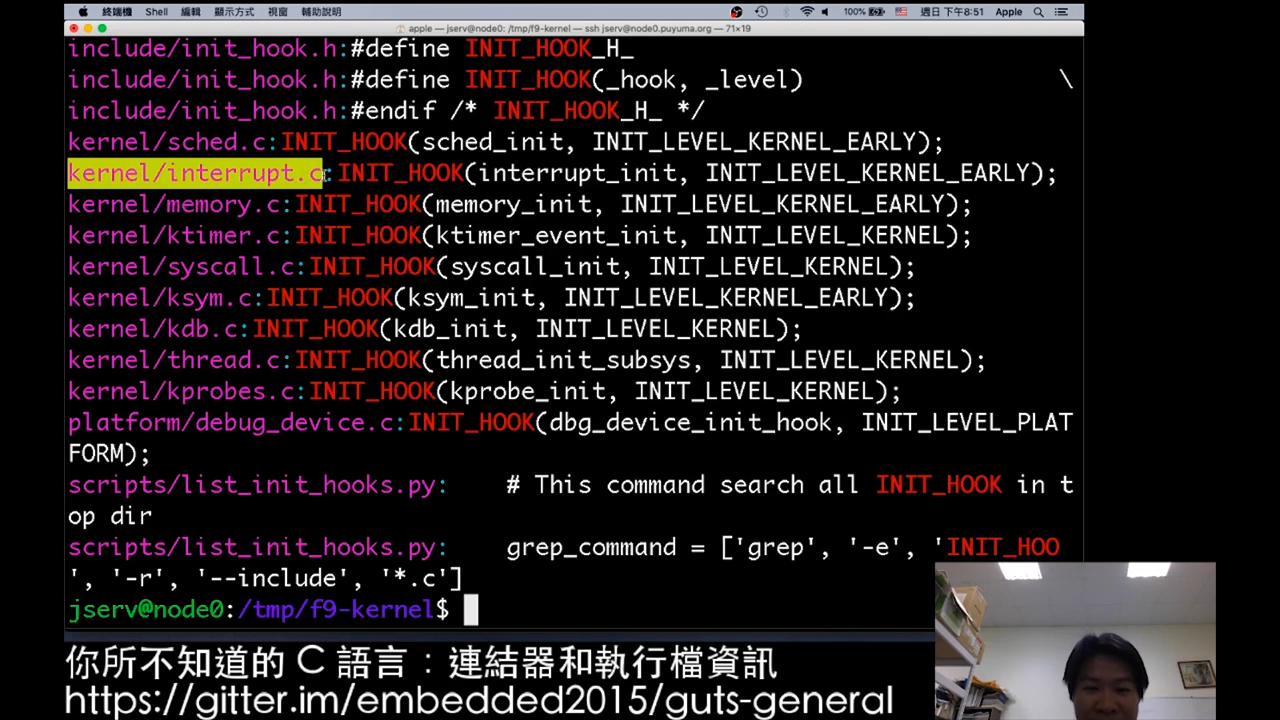 終端機 Shell 編輯 顯示方式 視窗 輔助說明 100% 週日下午8:51 Apple
apple — jserv@node0: /tmp/f9-kernel — ssh jserv@node0.puyuma.org — 71×19
include/init_hook.h:#define INIT_HOOK_H_
include/init_hook.h:#define INIT_HOOK(_hook, _level) \
include/init_hook.h:#endif /* INIT_HOOK_H_ */
kernel/sched.c:INIT_HOOK(sched_init, INIT_LEVEL_KERNEL_EARLY);
kernel/interrupt.c:INIT_HOOK(interrupt_init, INIT_LEVEL_KERNEL_EARLY);
kernel/memory.c:INIT_HOOK(memory_init, INIT_LEVEL_KERNEL_EARLY);
kernel/ktimer.c:INIT_HOOK(ktimer_event_init, INIT_LEVEL_KERNEL);
kernel/syscall.c:INIT_HOOK(syscall_init, INIT_LEVEL_KERNEL);
kernel/ksym.c:INIT_HOOK(ksym_init, INIT_LEVEL_KERNEL_EARLY);
kernel/kdb.c:INIT_HOOK(kdb_init, INIT_LEVEL_KERNEL);
kernel/thread.c:INIT_HOOK(thread_init_subsys, INIT_LEVEL_KERNEL);
kernel/kprobes.c:INIT_HOOK(kprobe_init, INIT_LEVEL_KERNEL);
platform/debug_device.c:INIT_HOOK(dbg_device_init_hook, INIT_LEVEL_PLAT
FORM);
scripts/list_init_hooks.py: # This command search all INIT_HOOK in t
op dir
scripts/list_init_hooks.py: grep_command = ['grep', '-e', 'INIT_HOO
', '-r', '--include', '*.c']
jserv@node0:/tmp/f9-kernel$
你所不知道的 C 語言：連結器和執行檔資訊
https://gitter.im/embedded2015/guts-general